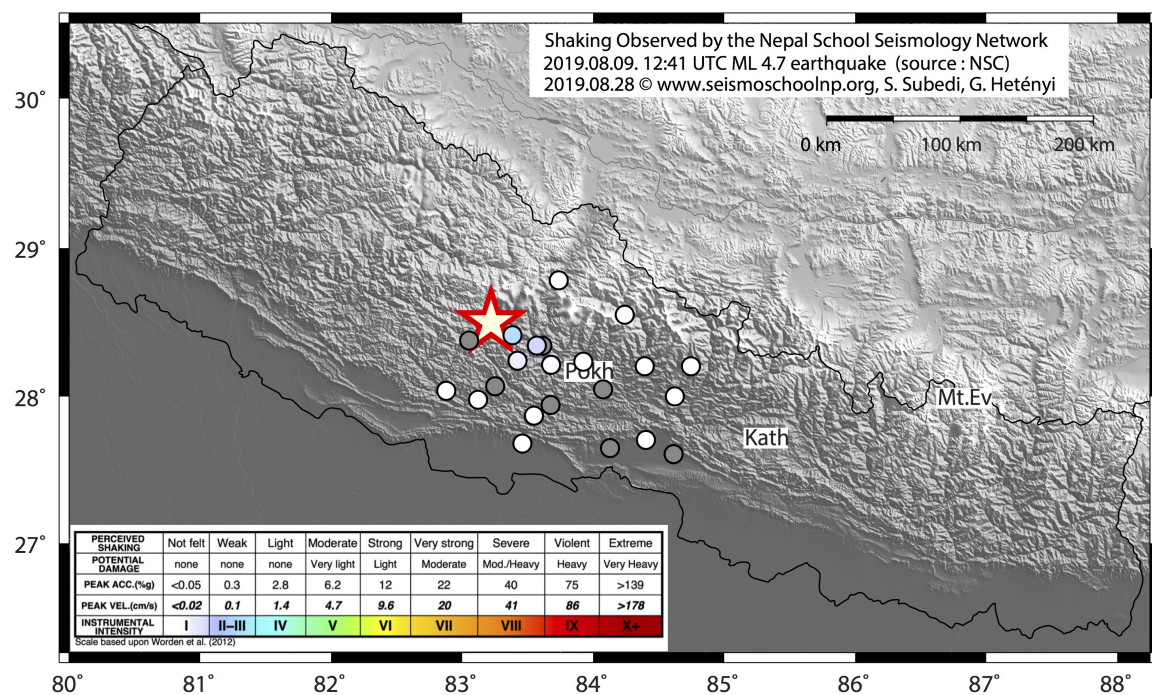 Shaking Observed by the Nepal School Seismology Network
2019.08.09. 12:41 UTC ML 4.7 earthquake (source : NSC)
2019.08.28 © www.seismoschoolnp.org, S. Subedi, G. Hetényi
30°
0 km 100 km 200 km
29°
Pokh
28°
Mt.Ev.
Kath
27°
PERCEIVED SHAKING Not felt Weak Light Moderate Strong Very strong Severe Violent Extreme
POTENTIAL DAMAGE none none none Very light Light Moderate Mod./Heavy Heavy Very Heavy
PEAK ACC.(%g) <0.05 0.3 2.8 6.2 12 22 40 75 >139
PEAK VEL.(cm/s) <0.02 0.1 1.4 4.7 9.6 20 41 86 >178
INSTRUMENTAL INTENSITY I II–III IV V VI VII VIII IX X+
Scale based upon Worden et al. (2012)
80° 81° 82° 83° 84° 85° 86° 87° 88°